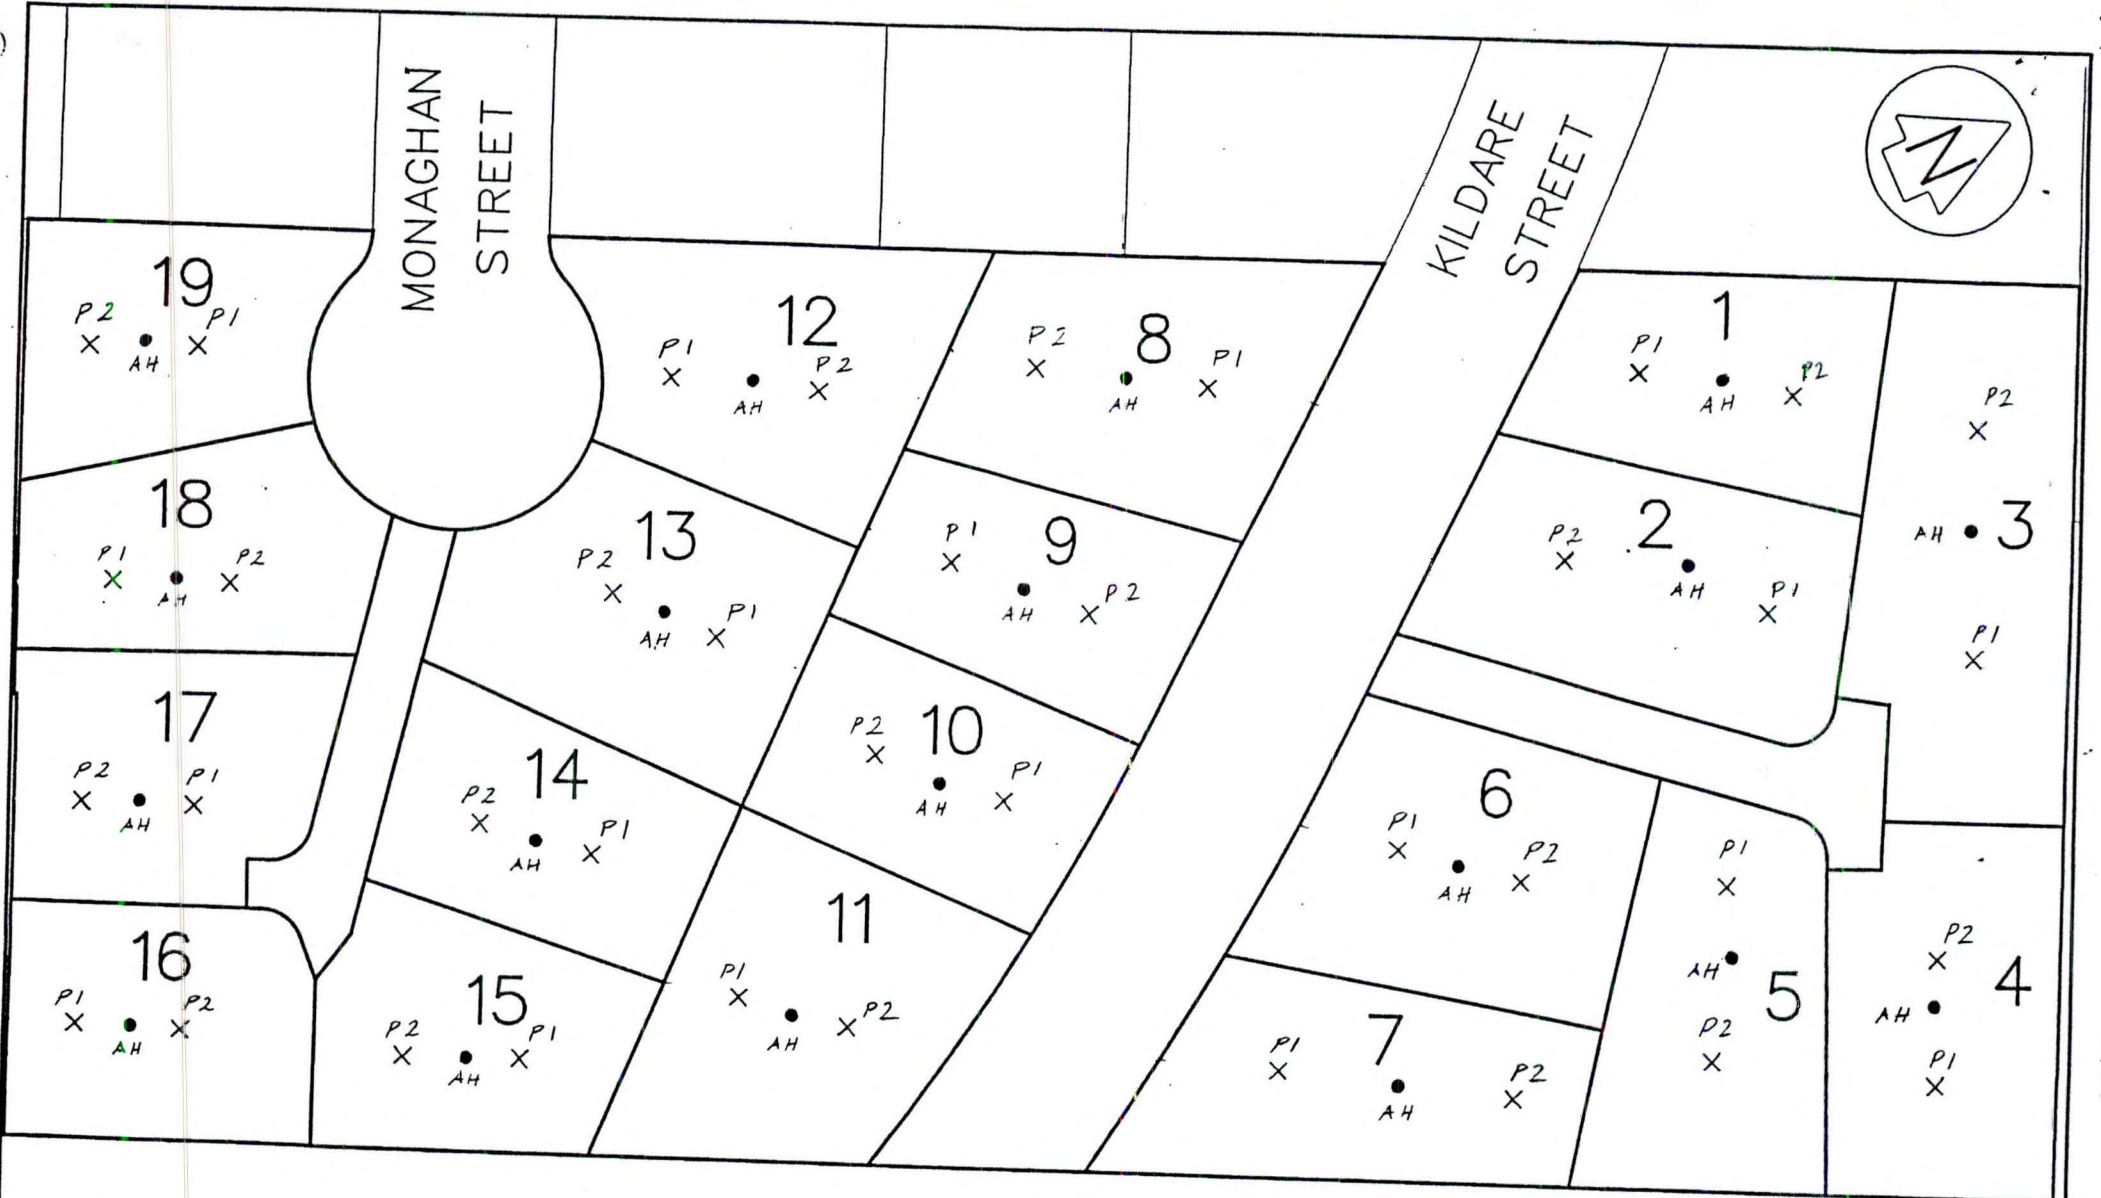 MONAGHAN
STREET
KILDARE
STREET
N
19
P2 P1
AH
12
P1 P2
AH
8
P2 P1
AH
1
P1 P2
AH
P2
AH 3
P1
18
P1 P2
AH
13
P2 P1
AH
9
P1 P2
AH
2
P2 P1
AH
17
P2 P1
AH
14
P2 P1
AH
10
P2 P1
AH
6
P1 P2
AH
P1
AH 5
P2
P2
AH 4
P1
16
P1 P2
AH
15
P2 P1
AH
11
P1 P2
AH
7
P1 P2
AH